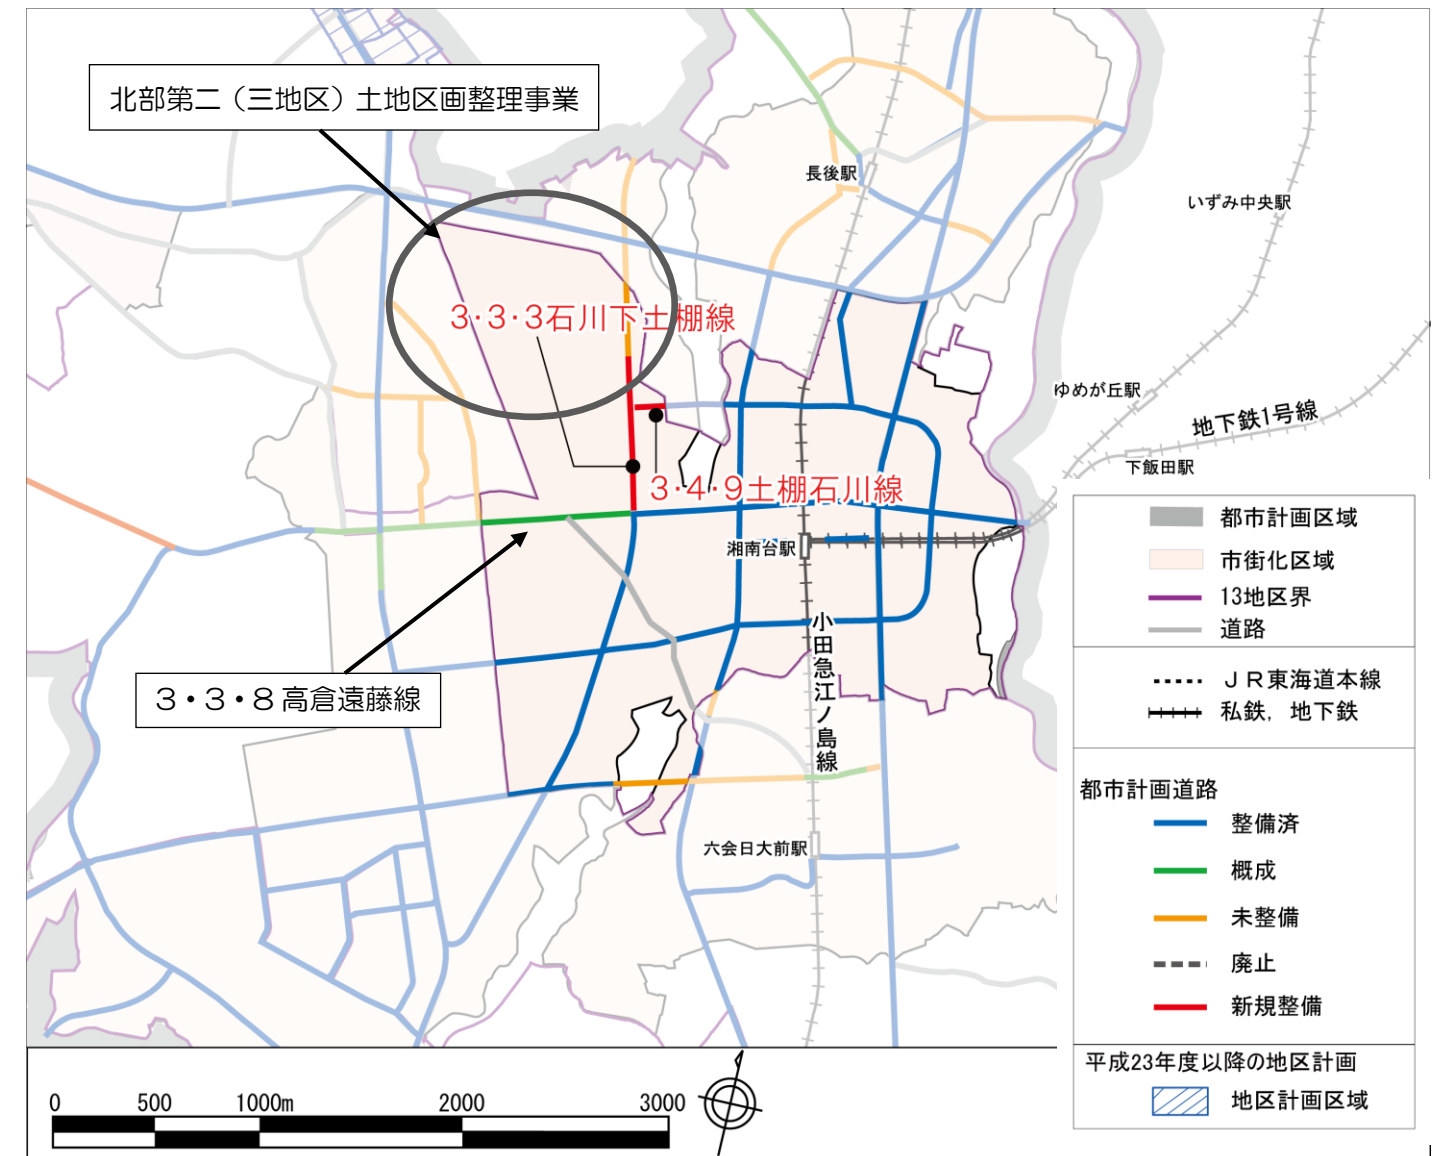 北部第二（三地区）土地区画整理事業
長後駅
いずみ中央駅
3・3・3石川下土棚線
ゆめが丘駅
地下鉄1号線
下飯田駅
3・4・9土棚石川線
湘南台駅
小田急江ノ島線
3・3・8高倉遠藤線
六会日大前駅
都市計画区域
市街化区域
13地区界
道路
ＪＲ東海道本線
私鉄，地下鉄
都市計画道路
整備済
概成
未整備
廃止
新規整備
平成23年度以降の地区計画
地区計画区域
0 500 1000m 2000 3000